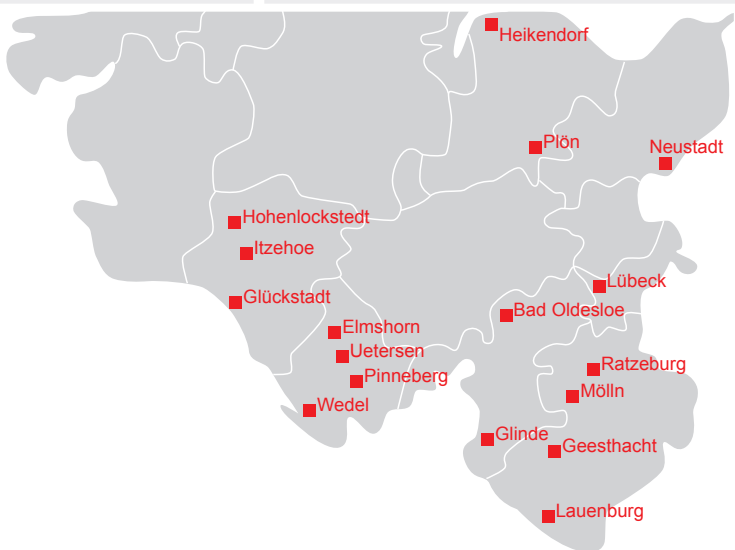 Heikendorf
Plön
Neustadt
Hohenlockstedt
Itzehoe
Lübeck
Glückstadt
Bad Oldesloe
Elmshorn
Uetersen
Ratzeburg
Pinneberg
Mölln
Wedel
Glinde
Geesthacht
Lauenburg